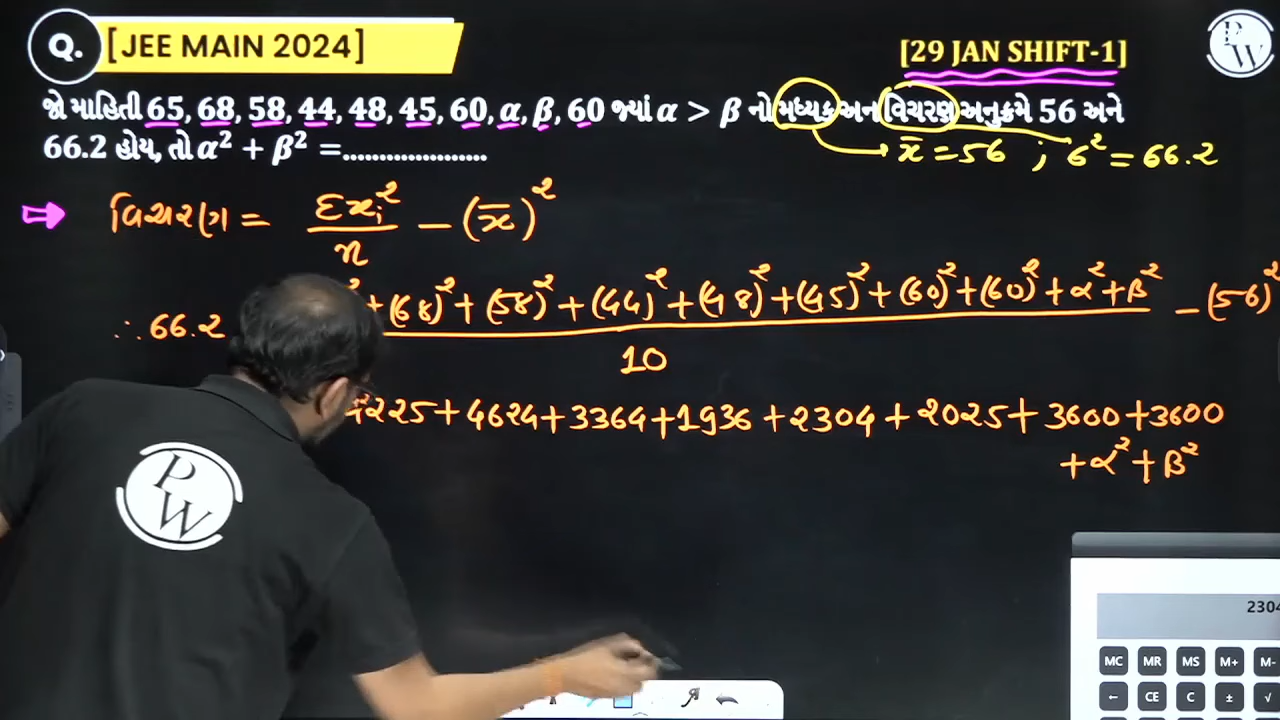 Q. [JEE MAIN 2024] [29 JAN SHIFT-1] PW
જો માહિતી 65, 68, 58, 44, 48, 45, 60, α, β, 60 જ્યાં α > β નો મધ્યક અન વિચરણ અનુક્રમે 56 અને
66.2 હોય, તો α² + β² =..................... x̄ = 56 ; σ² = 66.2
⇨ વિચરણ = Σxᵢ²/n - (x̄)²
∴ 66.2 +(68)² + (58)² + (44)² + (48)² + (45)² + (60)² + (60)² + α² + β² - (56)²
10
4225 + 4624 + 3364 + 1936 + 2304 + 2025 + 3600 + 3600
+ α² + β²
PW
2304
MC MR MS M+ M-
← CE C ± √